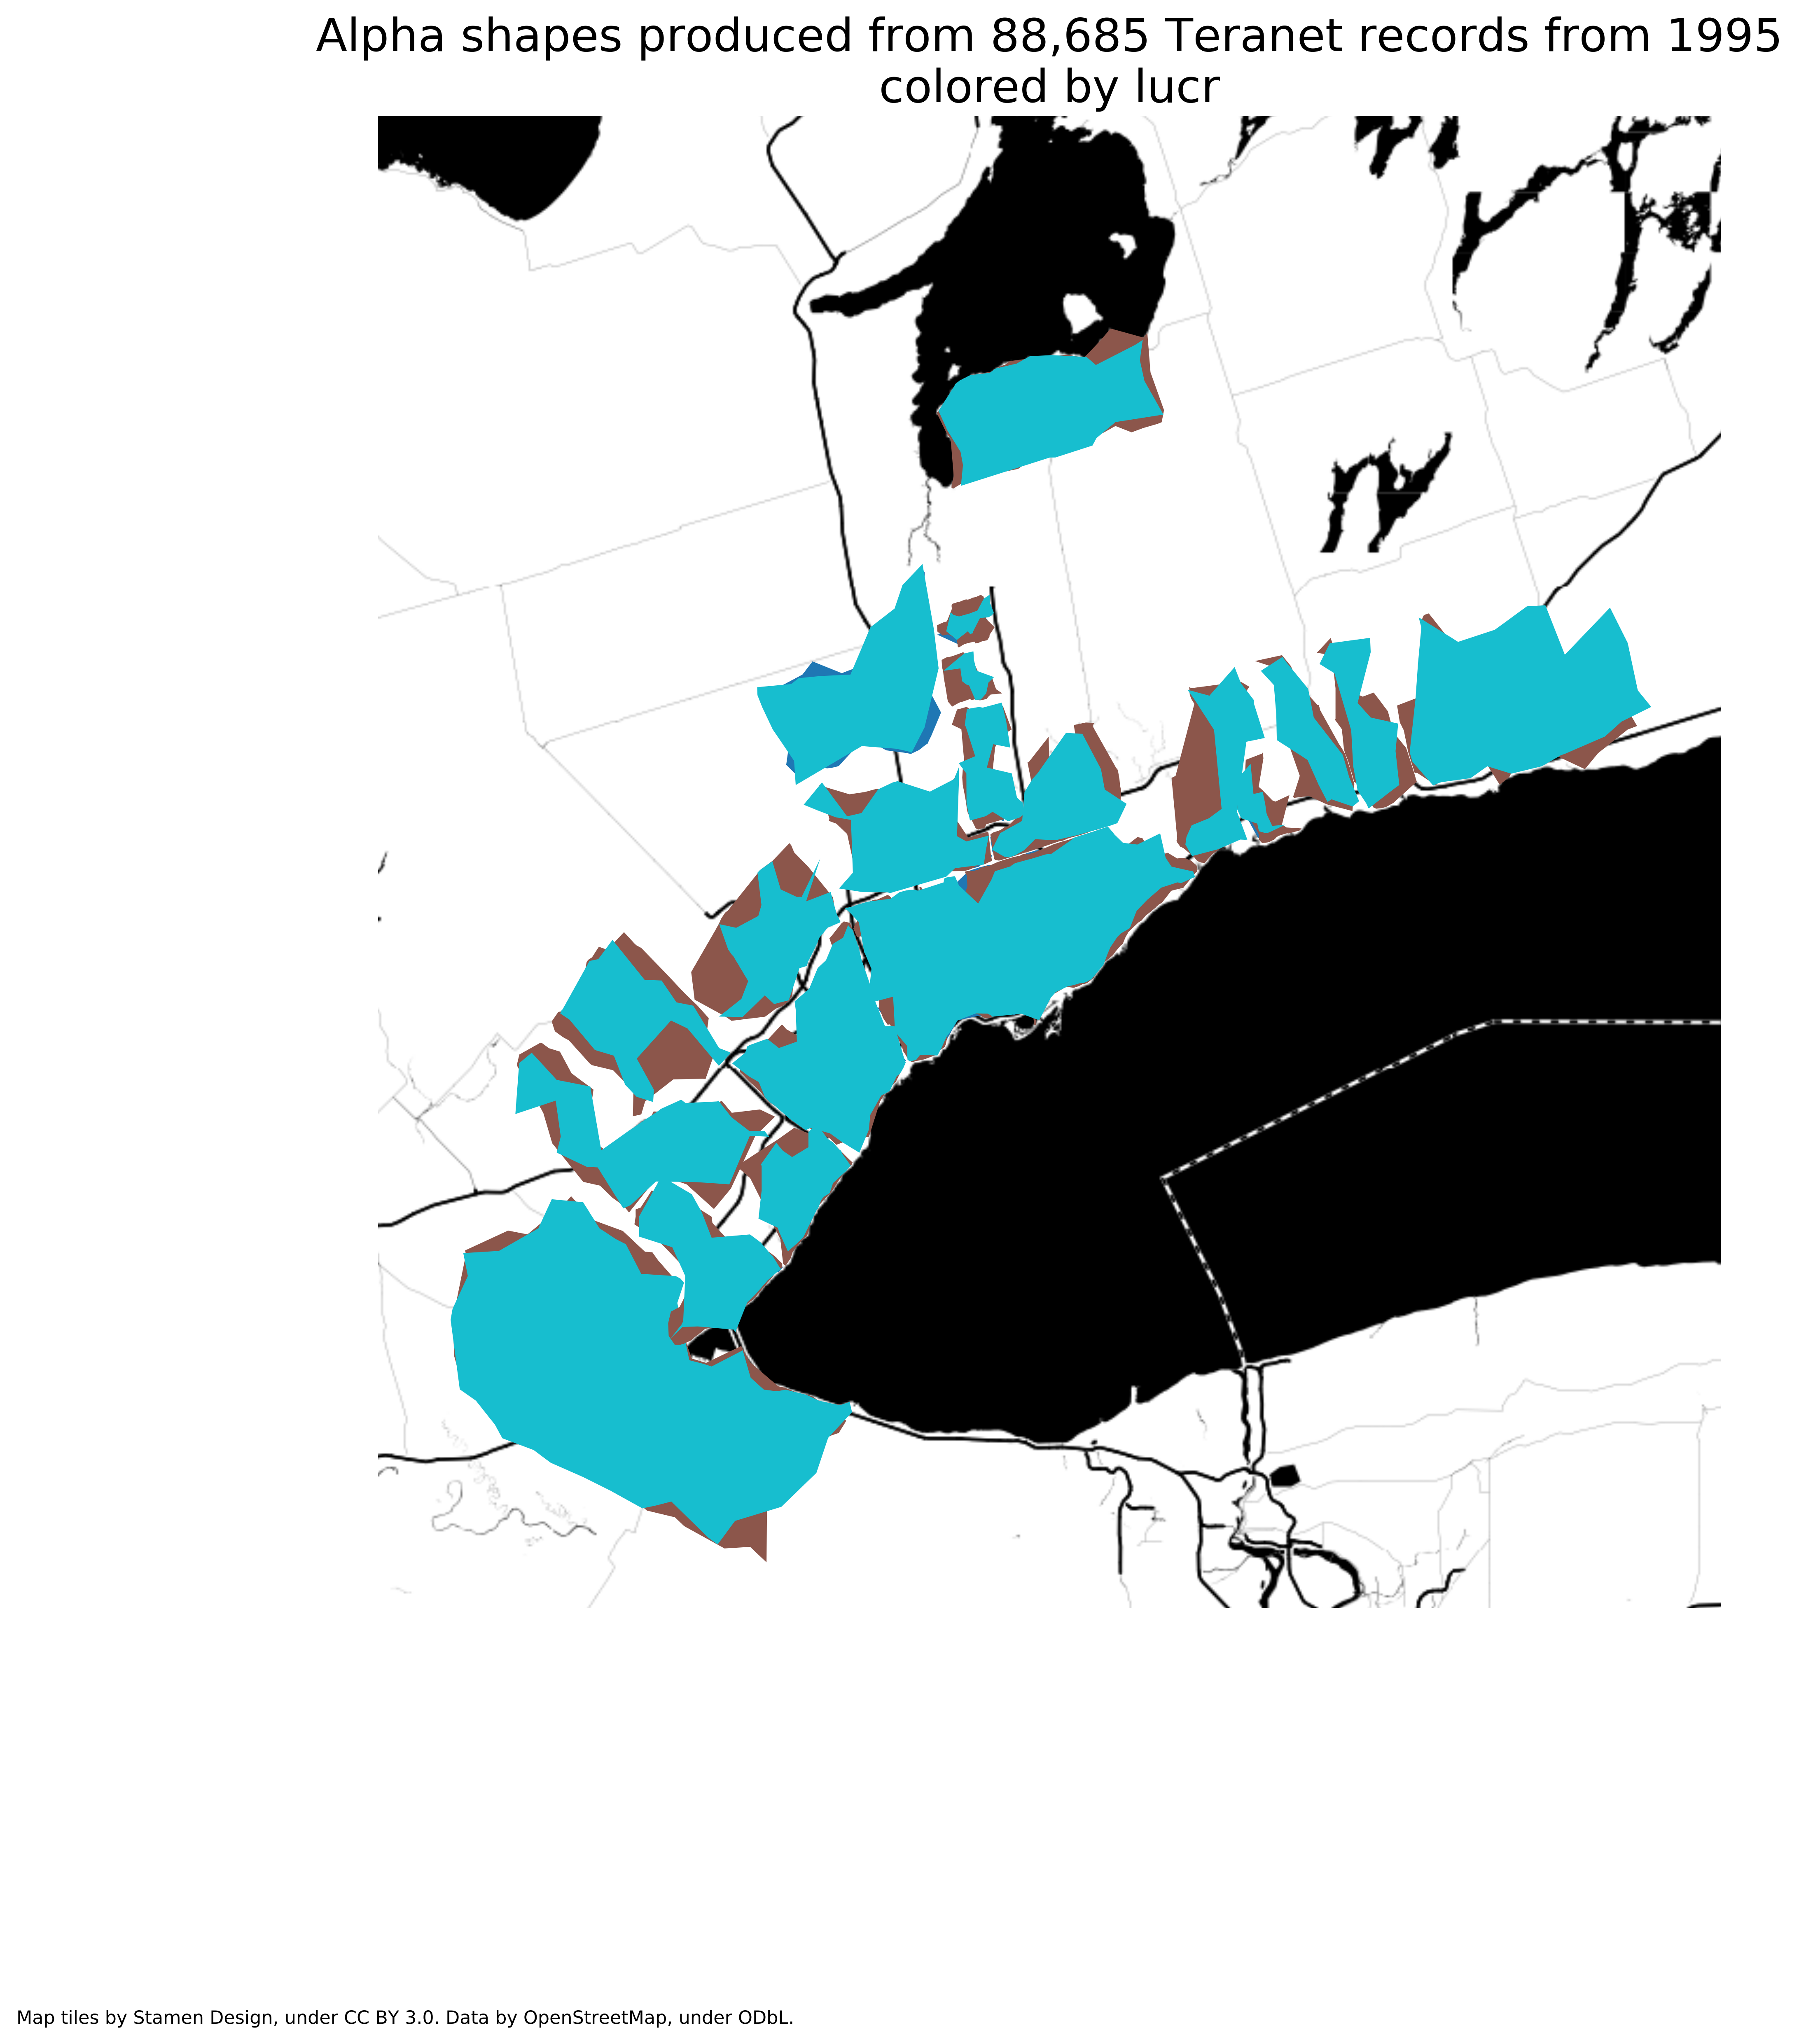 Alpha shapes produced from 88,685 Teranet records from 1995
colored by lucr
Map tiles by Stamen Design, under CC BY 3.0. Data by OpenStreetMap, under ODbL.